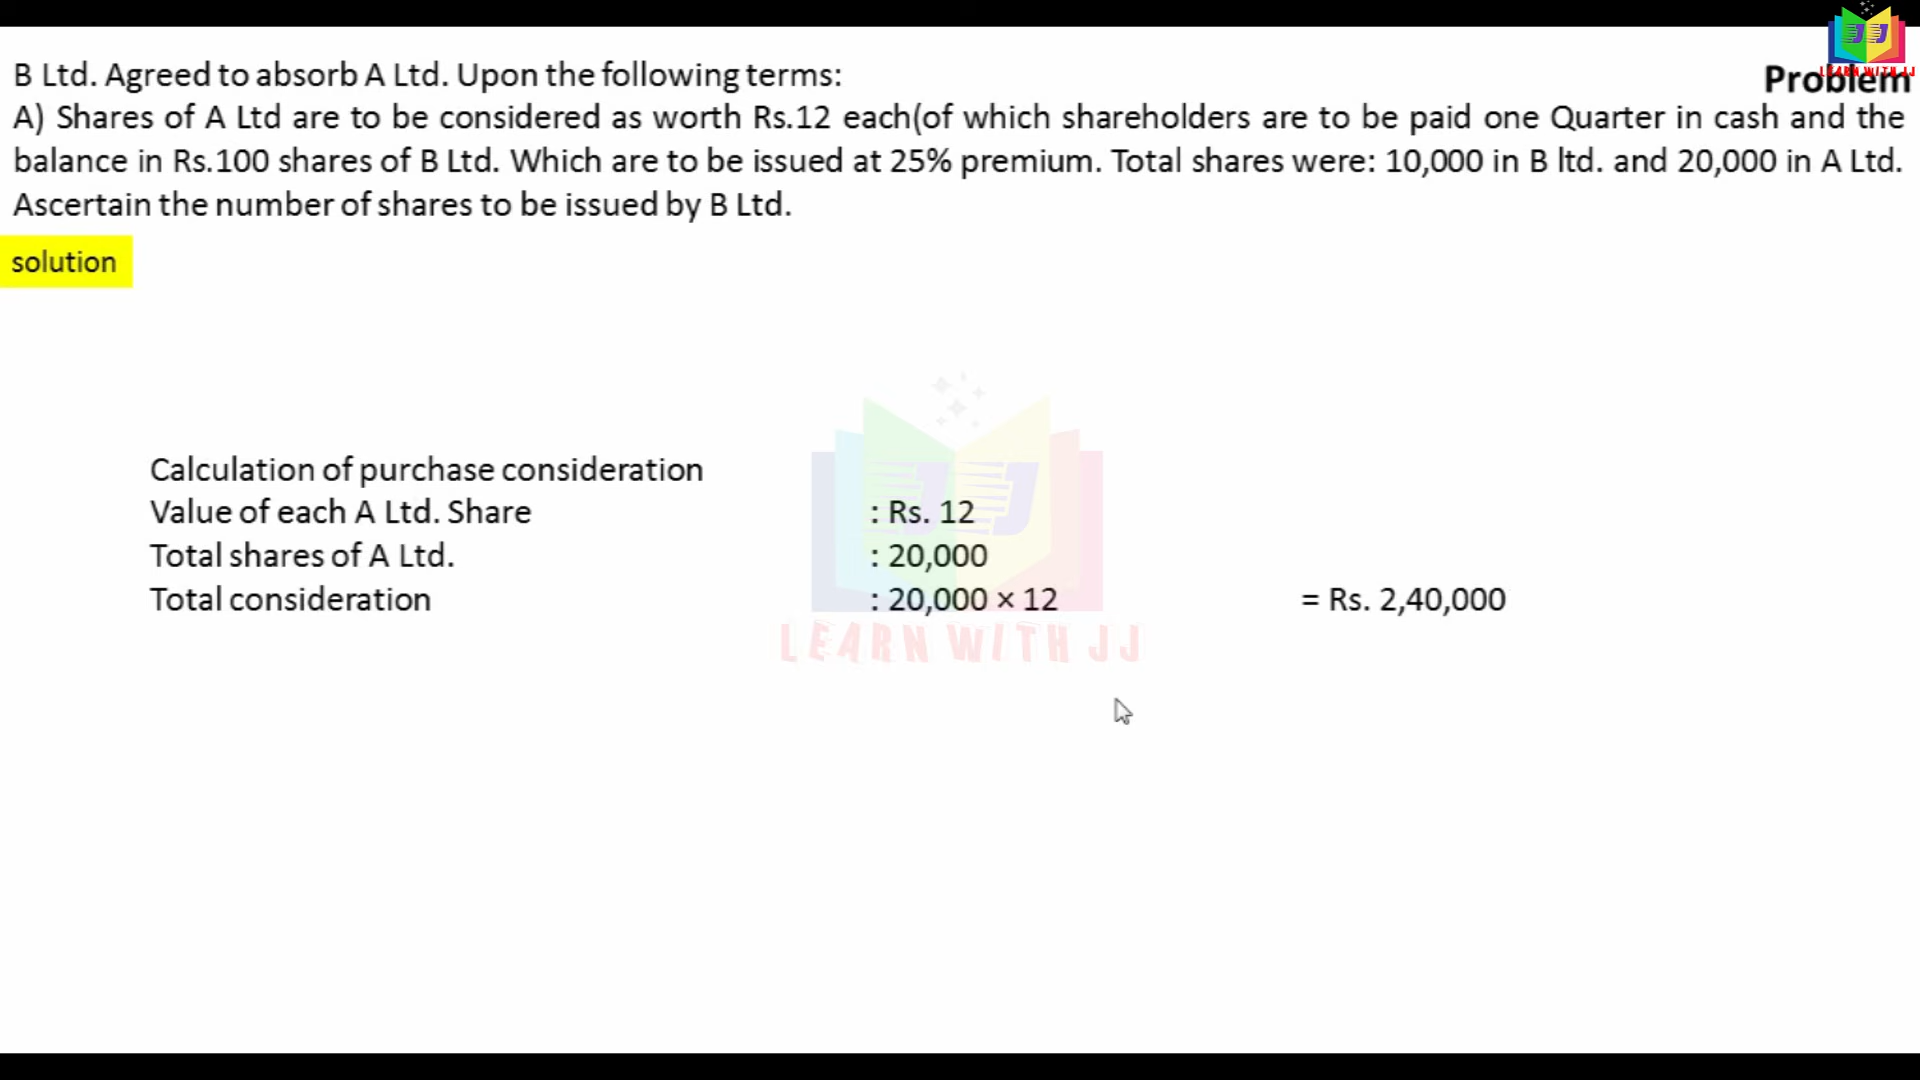 LEARN WITH JJ
Problem
B Ltd. Agreed to absorb A Ltd. Upon the following terms:
A) Shares of A Ltd are to be considered as worth Rs.12 each(of which shareholders are to be paid one Quarter in cash and the
balance in Rs.100 shares of B Ltd. Which are to be issued at 25% premium. Total shares were: 10,000 in B ltd. and 20,000 in A Ltd.
Ascertain the number of shares to be issued by B Ltd.
solution
Calculation of purchase consideration
Value of each A Ltd. Share : Rs. 12
Total shares of A Ltd. : 20,000
Total consideration : 20,000 × 12 = Rs. 2,40,000
JJ
LEARN WITH JJ